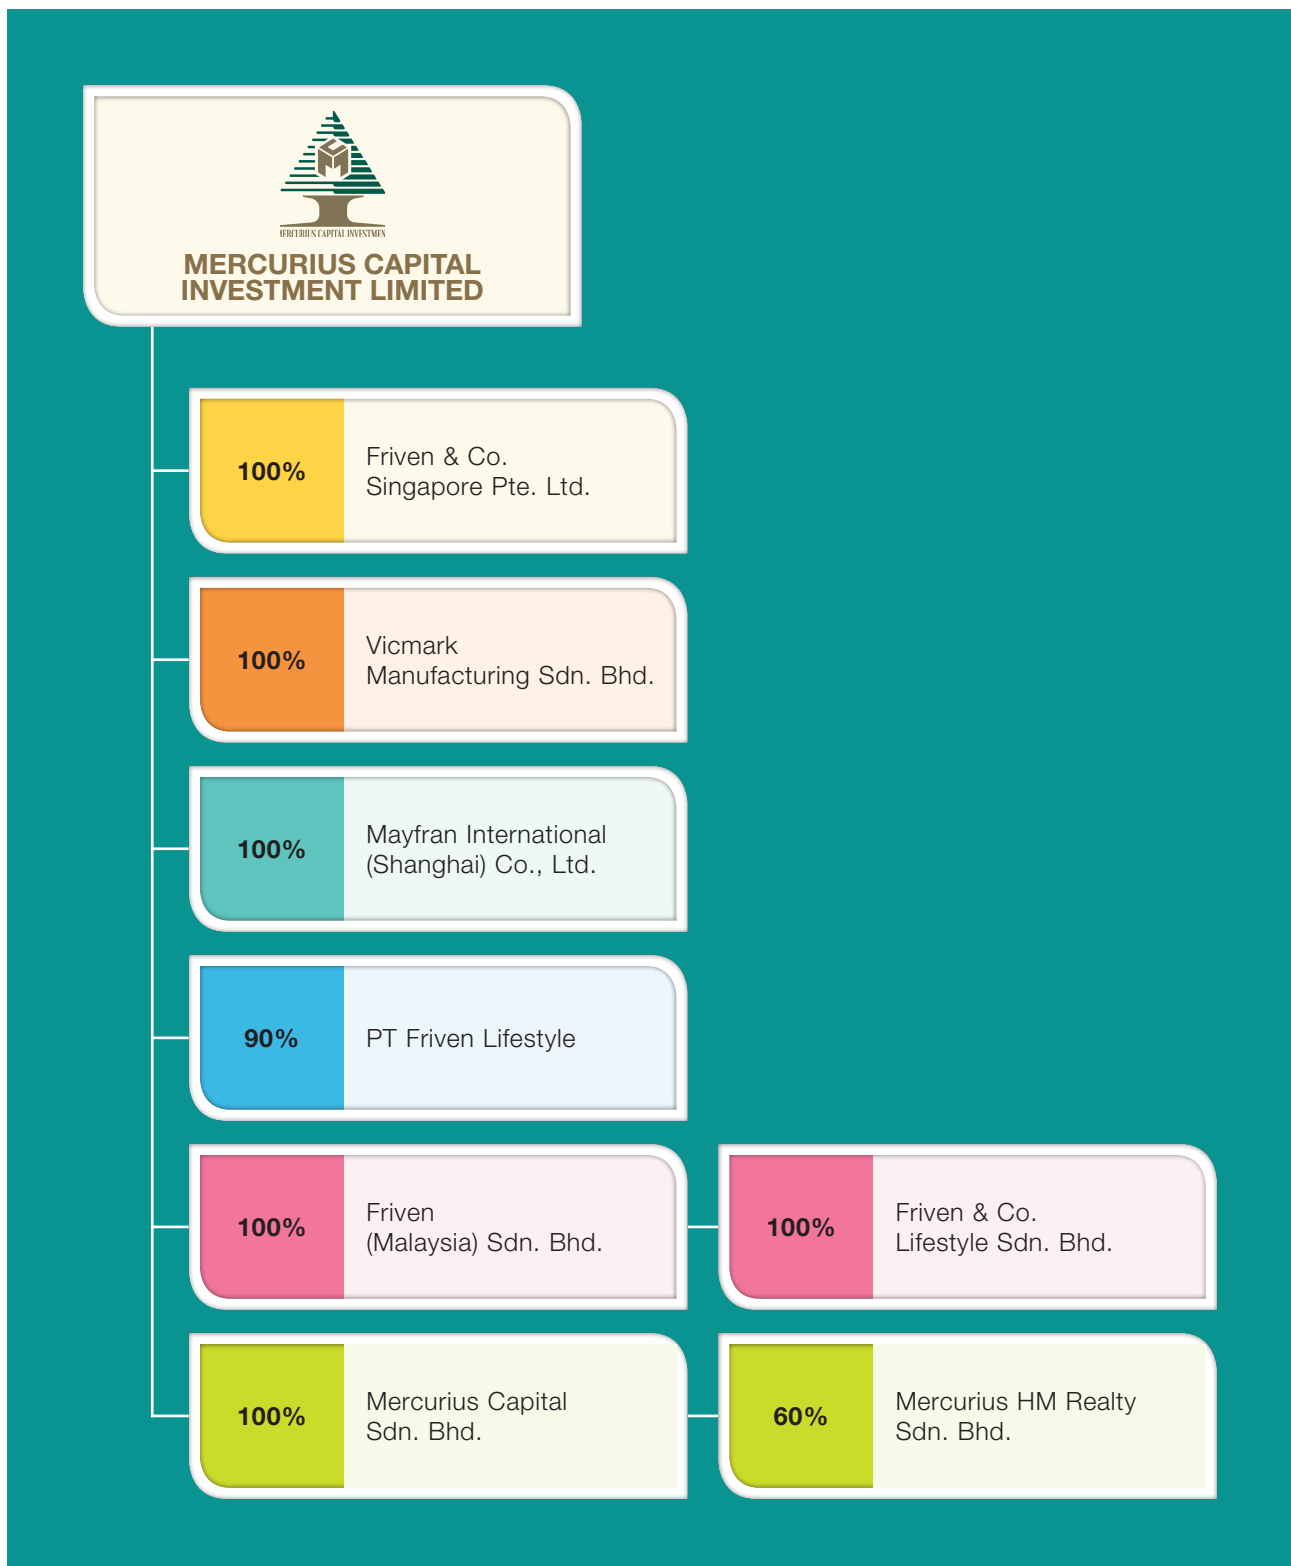 MERCURIUS CAPITAL INVESTMEN
MERCURIUS CAPITAL
INVESTMENT LIMITED
100%
Friven & Co.
Singapore Pte. Ltd.
100%
Vicmark
Manufacturing Sdn. Bhd.
100%
Mayfran International
(Shanghai) Co., Ltd.
90%
PT Friven Lifestyle
100%
Friven
(Malaysia) Sdn. Bhd.
100%
Friven & Co.
Lifestyle Sdn. Bhd.
100%
Mercurius Capital
Sdn. Bhd.
60%
Mercurius HM Realty
Sdn. Bhd.